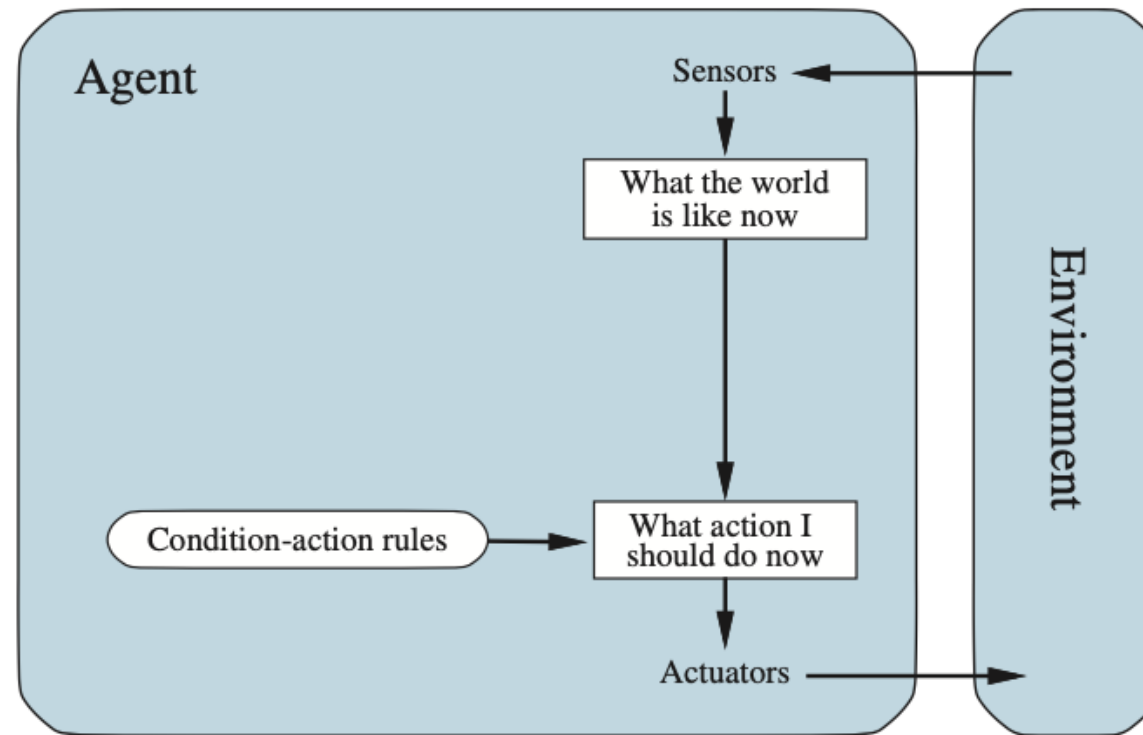 Agent
Sensors
What the world
is like now
Environment
Condition-action rules
What action I
should do now
Actuators